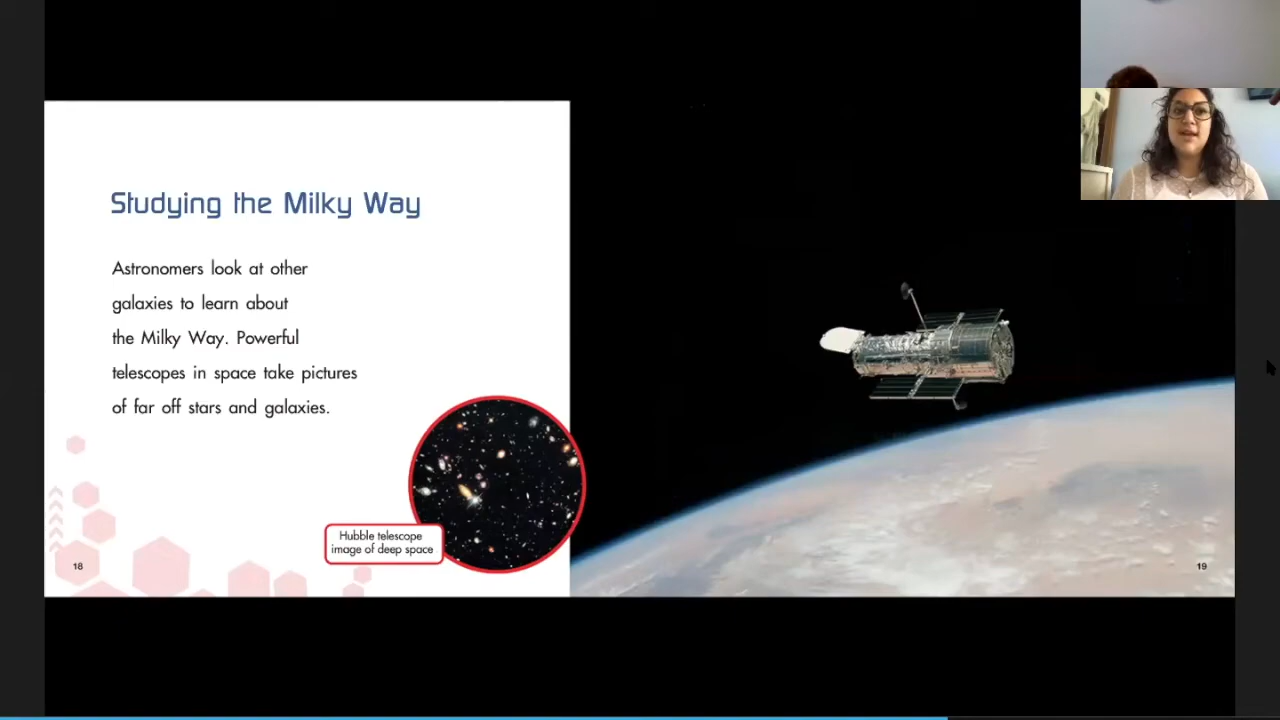 Studying the Milky Way
Astronomers look at other
galaxies to learn about
the Milky Way. Powerful
telescopes in space take pictures
of far off stars and galaxies.
Hubble telescope
image of deep space
18
19